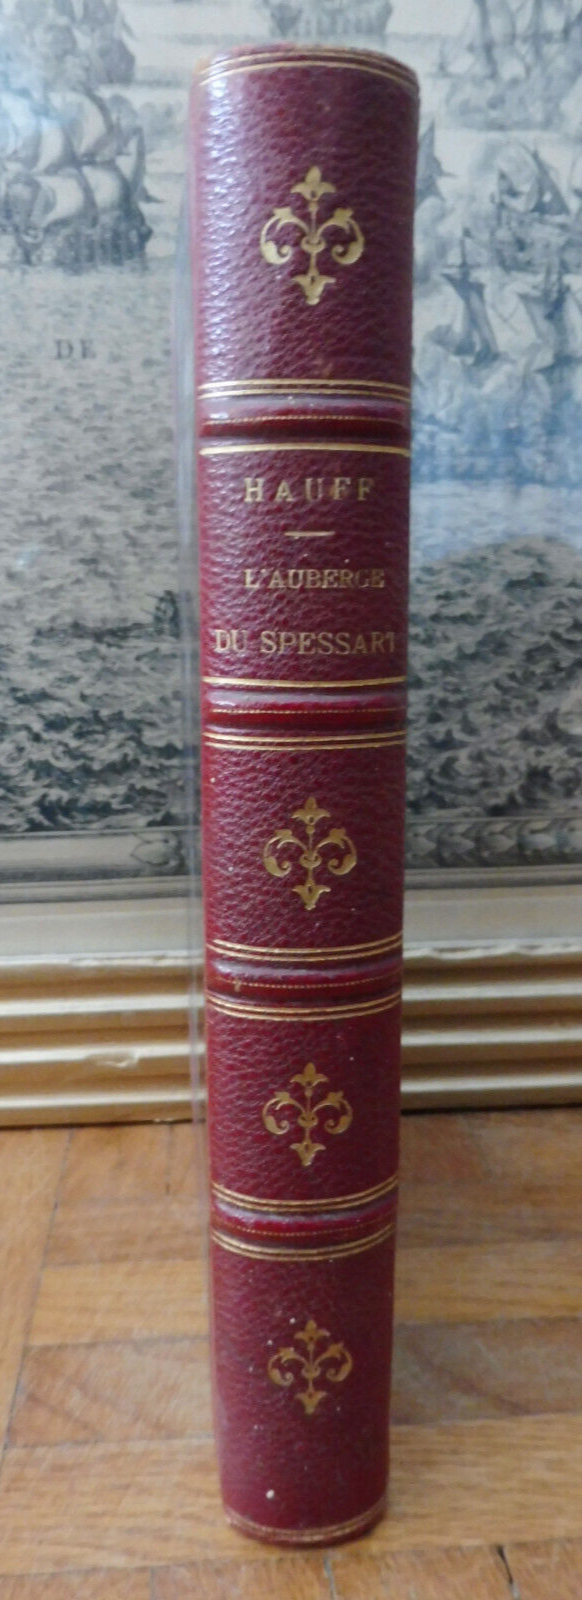 DE
HAUFF
L'AUBERGE
DU SPESSART